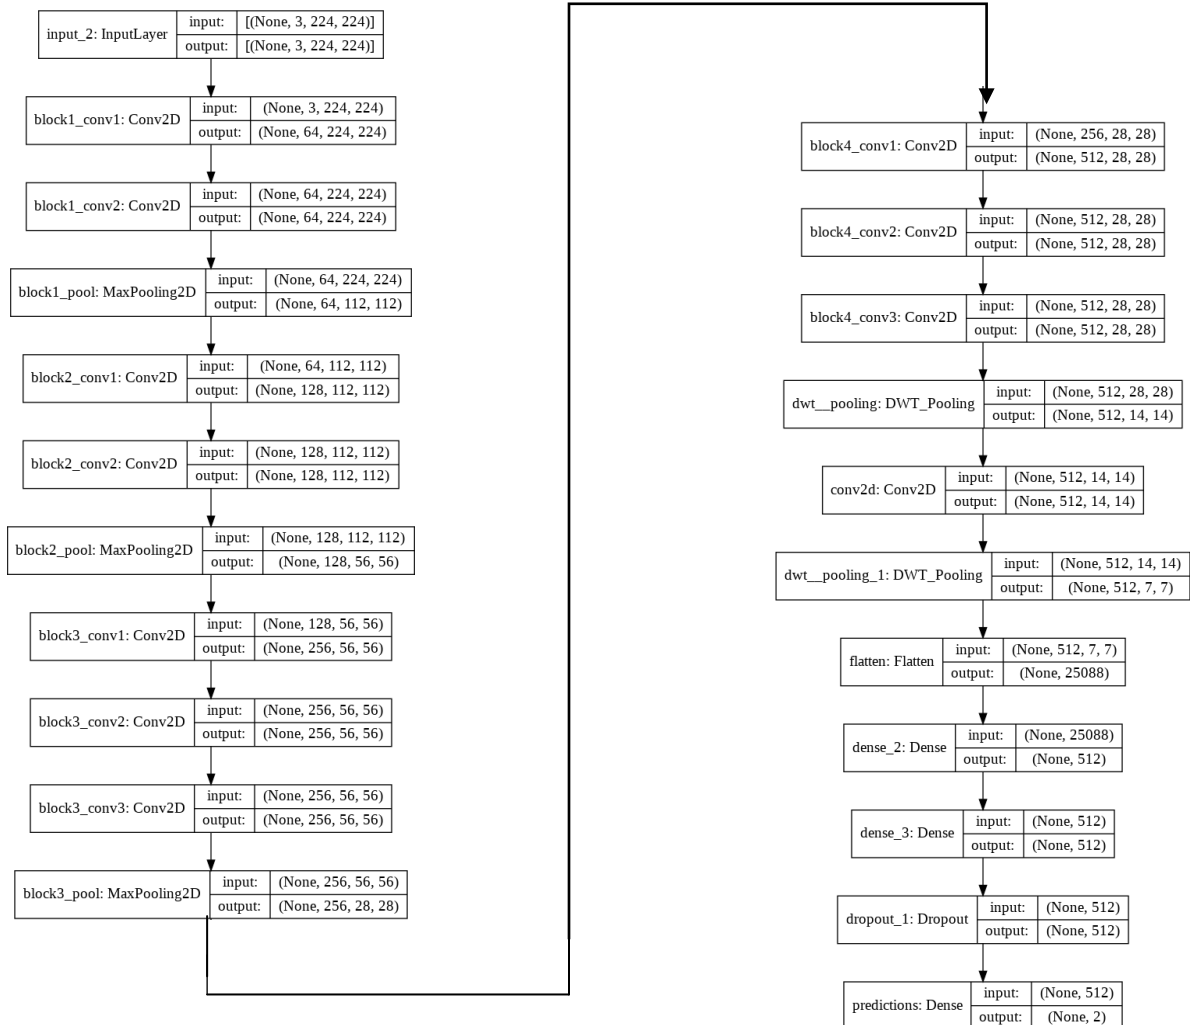 input_2: InputLayer
input: [(None, 3, 224, 224)]
output: [(None, 3, 224, 224)]
block1_conv1: Conv2D
input: (None, 3, 224, 224)
output: (None, 64, 224, 224)
block1_conv2: Conv2D
input: (None, 64, 224, 224)
output: (None, 64, 224, 224)
block1_pool: MaxPooling2D
input: (None, 64, 224, 224)
output: (None, 64, 112, 112)
block2_conv1: Conv2D
input: (None, 64, 112, 112)
output: (None, 128, 112, 112)
block2_conv2: Conv2D
input: (None, 128, 112, 112)
output: (None, 128, 112, 112)
block2_pool: MaxPooling2D
input: (None, 128, 112, 112)
output: (None, 128, 56, 56)
block3_conv1: Conv2D
input: (None, 128, 56, 56)
output: (None, 256, 56, 56)
block3_conv2: Conv2D
input: (None, 256, 56, 56)
output: (None, 256, 56, 56)
block3_conv3: Conv2D
input: (None, 256, 56, 56)
output: (None, 256, 56, 56)
block3_pool: MaxPooling2D
input: (None, 256, 56, 56)
output: (None, 256, 28, 28)
block4_conv1: Conv2D
input: (None, 256, 28, 28)
output: (None, 512, 28, 28)
block4_conv2: Conv2D
input: (None, 512, 28, 28)
output: (None, 512, 28, 28)
block4_conv3: Conv2D
input: (None, 512, 28, 28)
output: (None, 512, 28, 28)
dwt__pooling: DWT_Pooling
input: (None, 512, 28, 28)
output: (None, 512, 14, 14)
conv2d: Conv2D
input: (None, 512, 14, 14)
output: (None, 512, 14, 14)
dwt__pooling_1: DWT_Pooling
input: (None, 512, 14, 14)
output: (None, 512, 7, 7)
flatten: Flatten
input: (None, 512, 7, 7)
output: (None, 25088)
dense_2: Dense
input: (None, 25088)
output: (None, 512)
dense_3: Dense
input: (None, 512)
output: (None, 512)
dropout_1: Dropout
input: (None, 512)
output: (None, 512)
predictions: Dense
input: (None, 512)
output: (None, 2)